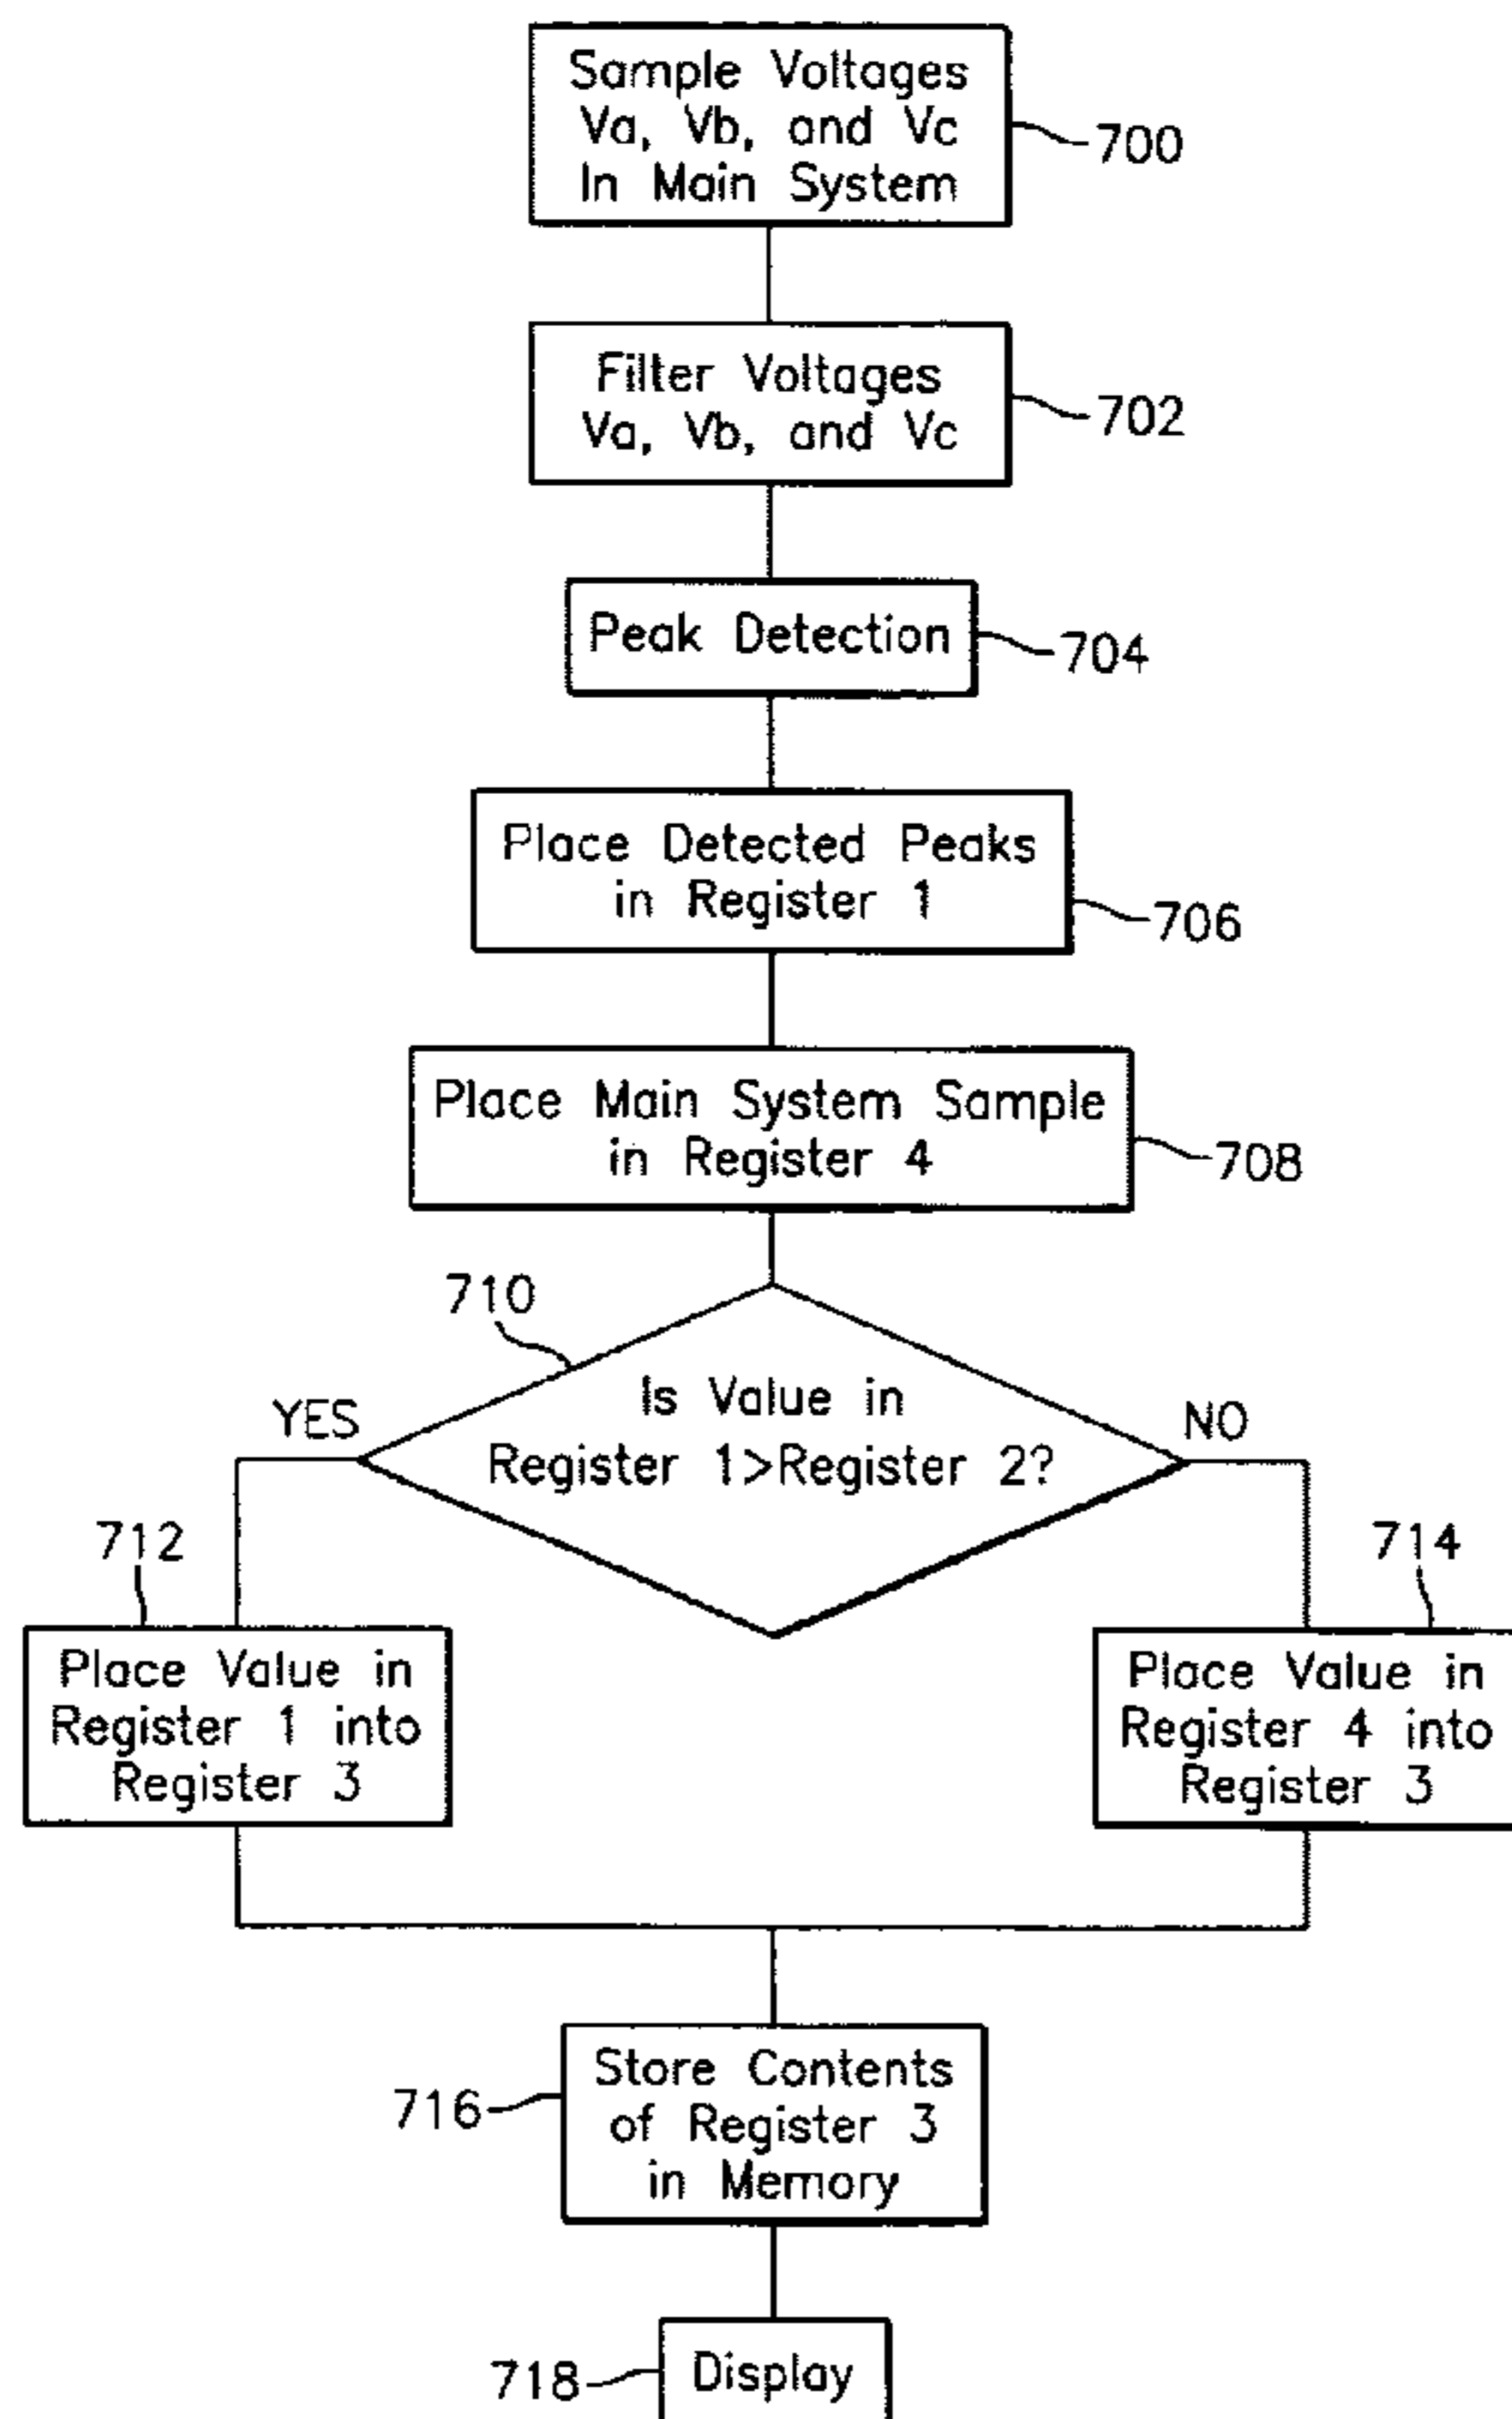 Sample Voltages
Va, Vb, and Vc
In Main System
700
Filter Voltages
Va, Vb, and Vc
702
Peak Detection
704
Place Detected Peaks
in Register 1
706
Place Main System Sample
in Register 4
708
710
Is Value in
Register 1>Register 2?
YES
NO
712
Place Value in
Register 1 into
Register 3
714
Place Value in
Register 4 into
Register 3
716
Store Contents
of Register 3
in Memory
718
Display